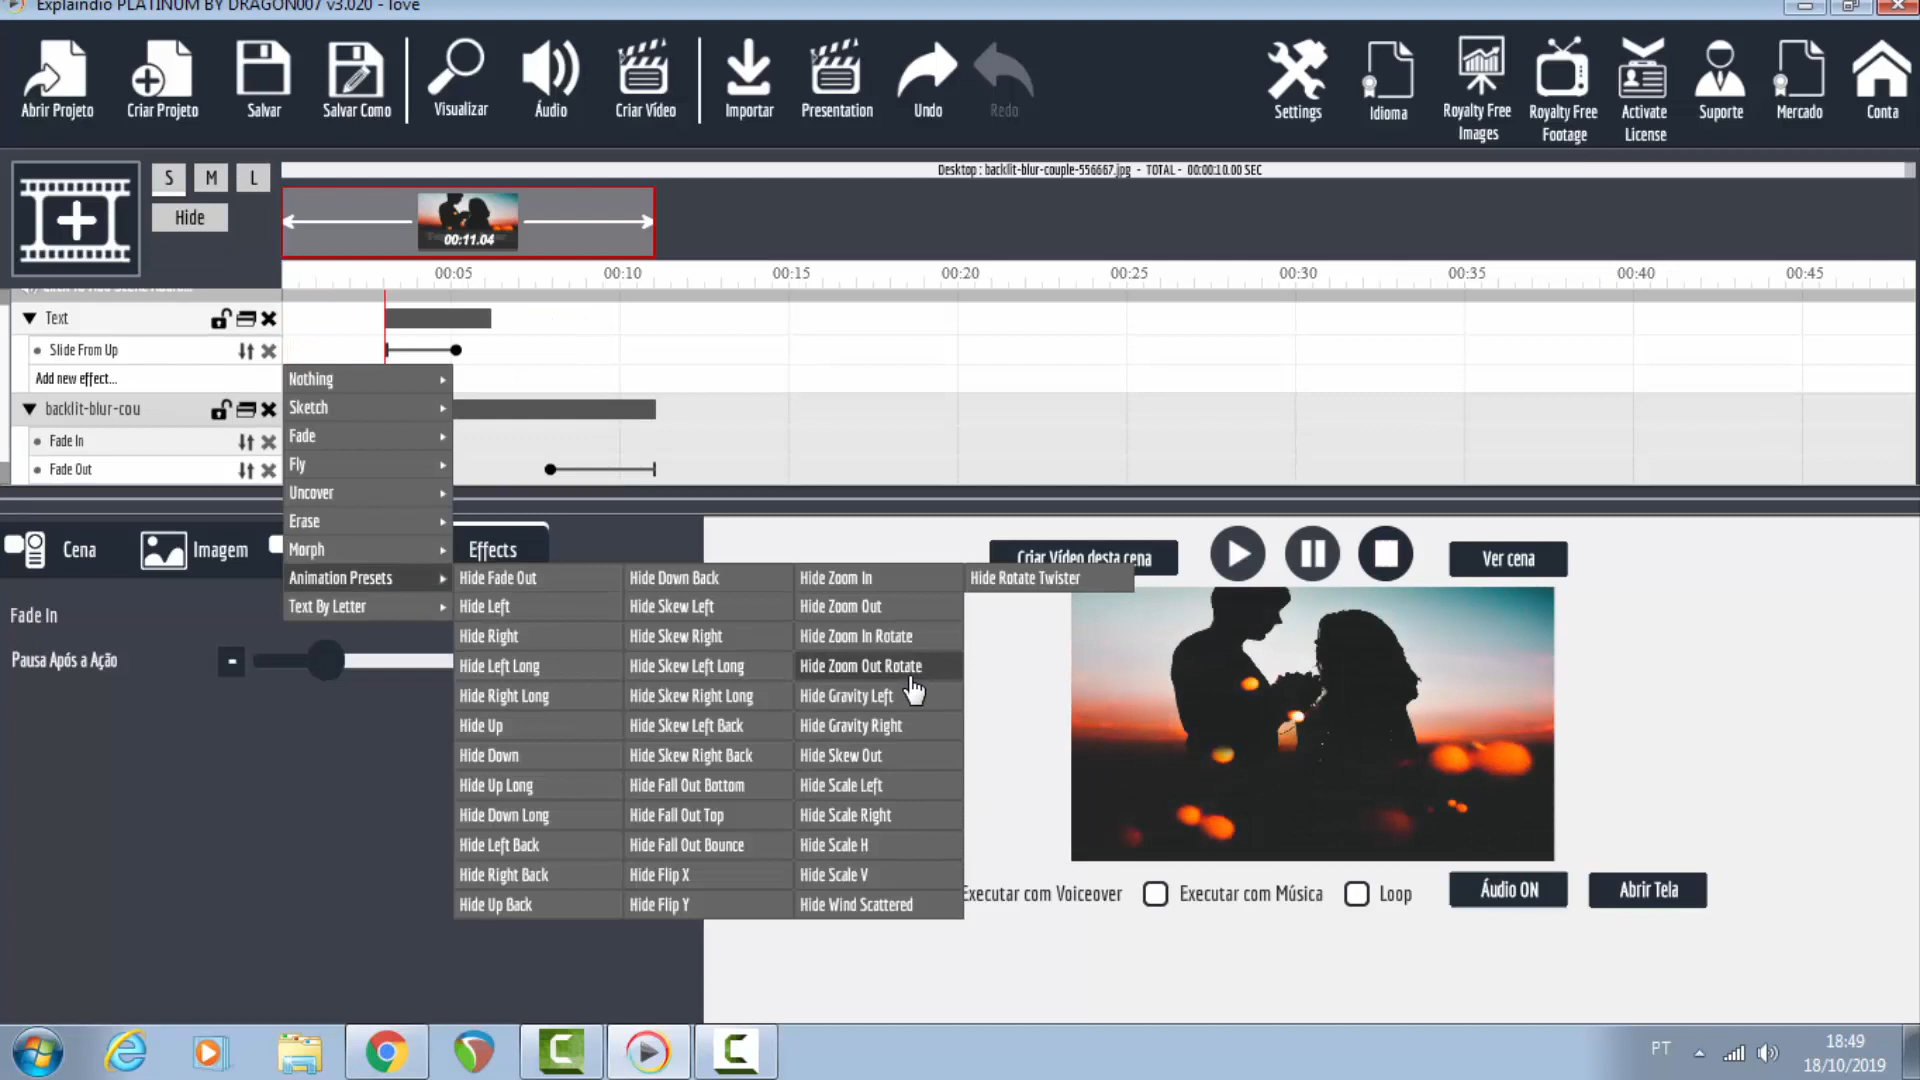 Explaindio PLATINUM BY DRAGON007 v3.020 - love
Abrir Projeto
Criar Projeto
Salvar
Salvar Como
Visualizar
Áudio
Criar Vídeo
Importar
Presentation
Undo
Redo
Settings
Idioma
Royalty Free Images
Royalty Free Footage
Activate License
Suporte
Mercado
Conta
S M L
Hide
Desktop : backlit-blur-couple-556667.jpg - TOTAL - 00:00:10.00 SEC
00:11.04
00:05 00:10 00:15 00:20 00:25 00:30 00:35 00:40 00:45
Text
Slide From Up
Add new effect...
backlit-blur-cou
Fade In
Fade Out
Nothing
Sketch
Fade
Fly
Uncover
Erase
Morph
Animation Presets
Text By Letter
Cena
Imagem
Effects
Fade In
Pausa Após a Ação
-
Hide Fade Out
Hide Left
Hide Right
Hide Left Long
Hide Right Long
Hide Up
Hide Down
Hide Up Long
Hide Down Long
Hide Left Back
Hide Right Back
Hide Up Back
Hide Down Back
Hide Skew Left
Hide Skew Right
Hide Skew Left Long
Hide Skew Right Long
Hide Skew Left Back
Hide Skew Right Back
Hide Fall Out Bottom
Hide Fall Out Top
Hide Fall Out Bounce
Hide Flip X
Hide Flip Y
Hide Zoom In
Hide Zoom Out
Hide Zoom In Rotate
Hide Zoom Out Rotate
Hide Gravity Left
Hide Gravity Right
Hide Skew Out
Hide Scale Left
Hide Scale Right
Hide Scale H
Hide Scale V
Hide Wind Scattered
Hide Rotate Twister
Criar Vídeo desta cena
Ver cena
Executar com Voiceover
Executar com Música
Loop
Áudio ON
Abrir Tela
PT
18:49
18/10/2019